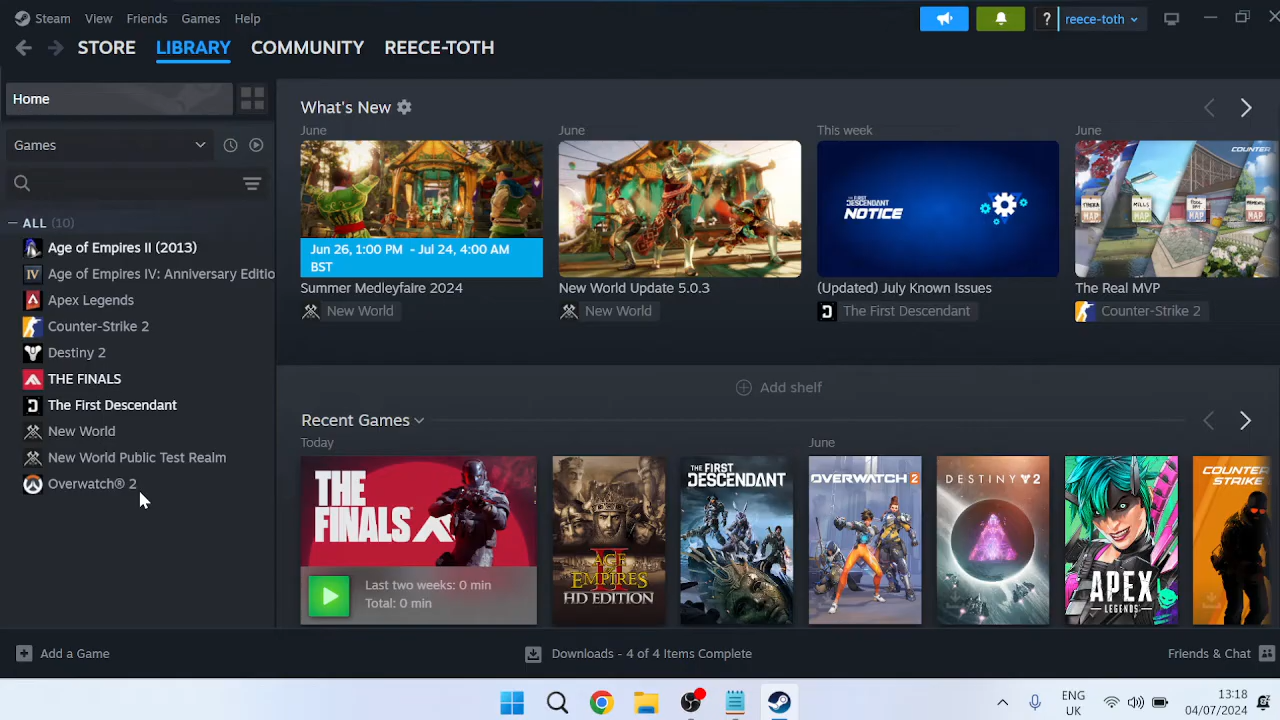 Steam View Friends Games Help
? reece-toth
STORE LIBRARY COMMUNITY REECE-TOTH
Home
Games
ALL (10)
Age of Empires II (2013)
Age of Empires IV: Anniversary Editio
Apex Legends
Counter-Strike 2
Destiny 2
THE FINALS
The First Descendant
New World
New World Public Test Realm
Overwatch® 2
What's New
June
Jun 26, 1:00 PM - Jul 24, 4:00 AM
BST
Summer Medleyfaire 2024
New World
June
New World Update 5.0.3
New World
This week
THE FIRST
DESCENDANT
NOTICE
(Updated) July Known Issues
The First Descendant
June
COUNTER
MAP
MILLS
MAP
MAP
MAP
The Real MVP
Counter-Strike 2
Add shelf
Recent Games
Today
THE
FINALS
Last two weeks: 0 min
Total: 0 min
AGE OF
EMPIRES
II
HD EDITION
THE FIRST
DESCENDANT
June
OVERWATCH 2
DESTINY 2
APEX
LEGENDS
COUNTER
STRIKE
Add a Game
Downloads - 4 of 4 Items Complete
Friends & Chat
ENG
UK
13:18
04/07/2024